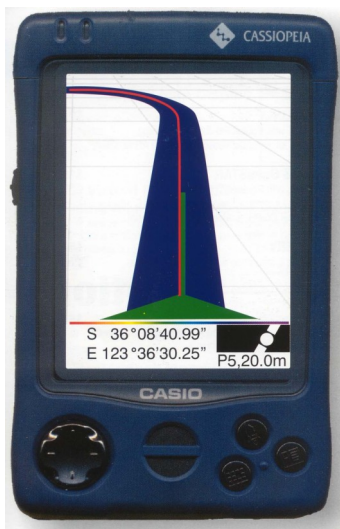 CASSIOPEIA
S 36°08'40.99"
E 123°36'30.25"
P5,20.0m
CASIO